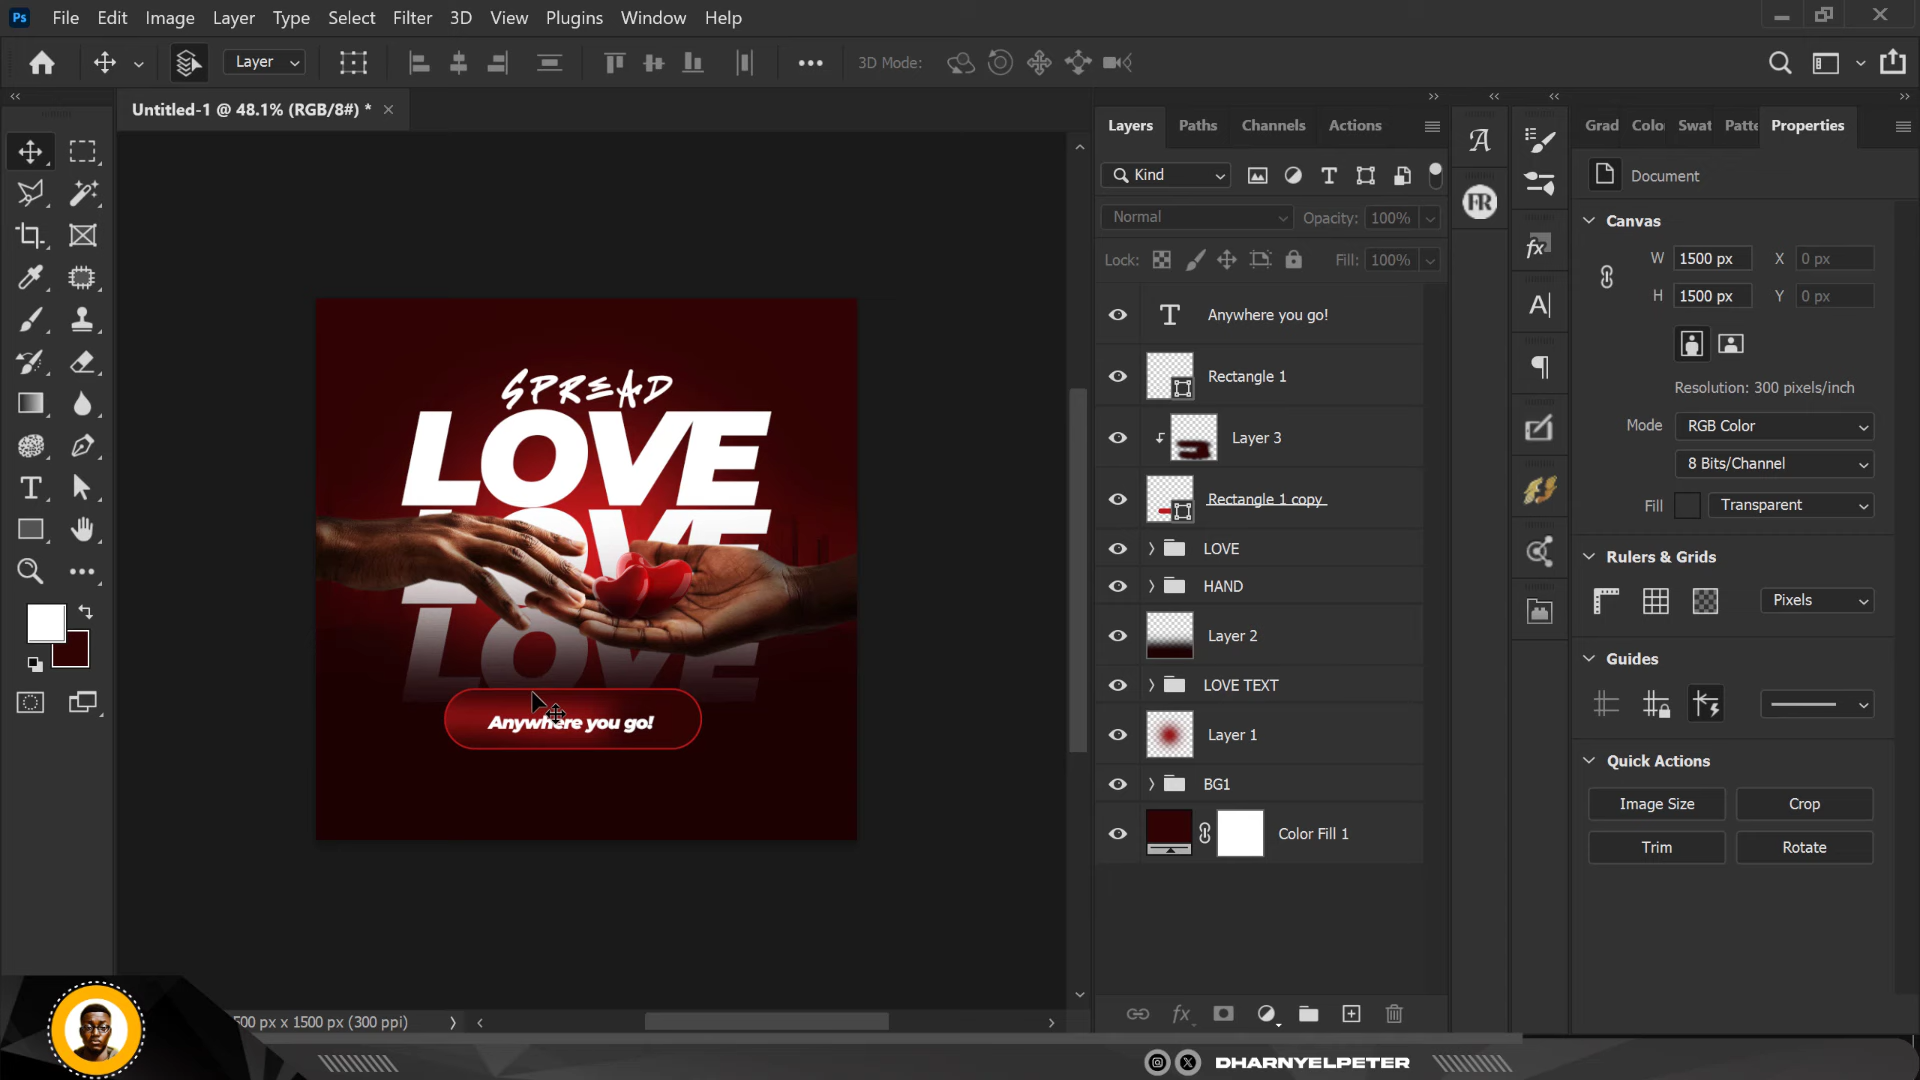 Ps File Edit Image Layer Type Select Filter 3D View Plugins Window Help
Layer 3D Mode:
Untitled-1 @ 48.1% (RGB/8#) *
SPREAD
LOVE
LOVE
LOVE
Anywhere you go!
500 px x 1500 px (300 ppi)
Layers Paths Channels Actions
Kind
Normal Opacity: 100%
Lock: Fill: 100%
Anywhere you go!
Rectangle 1
Layer 3
Rectangle 1 copy
LOVE
HAND
Layer 2
LOVE TEXT
Layer 1
BG1
Color Fill 1
FR
Grad Colo Swat Patte Properties
Document
Canvas
W 1500 px X 0 px
H 1500 px Y 0 px
Resolution: 300 pixels/inch
Mode RGB Color
8 Bits/Channel
Fill Transparent
Rulers & Grids
Pixels
Guides
Quick Actions
Image Size Crop
Trim Rotate
DHARNYELPETER